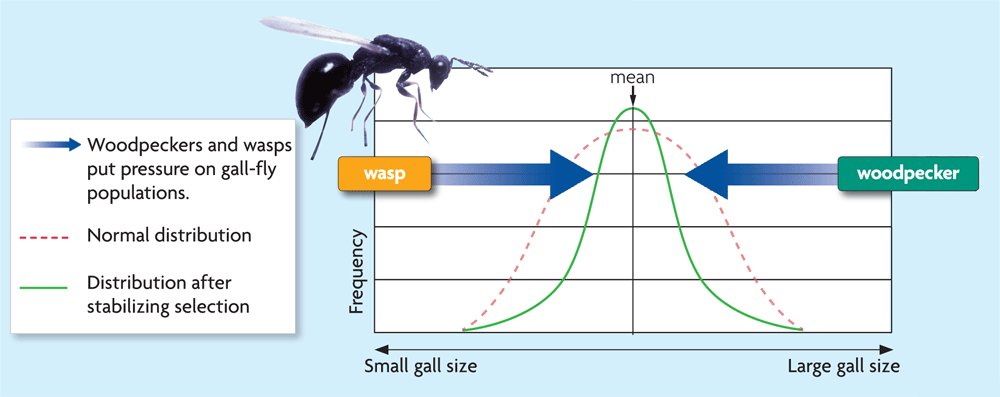 mean
Woodpeckers and wasps
put pressure on gall-fly
populations.
Normal distribution
Distribution after
stabilizing selection
wasp
woodpecker
Frequency
Small gall size
Large gall size